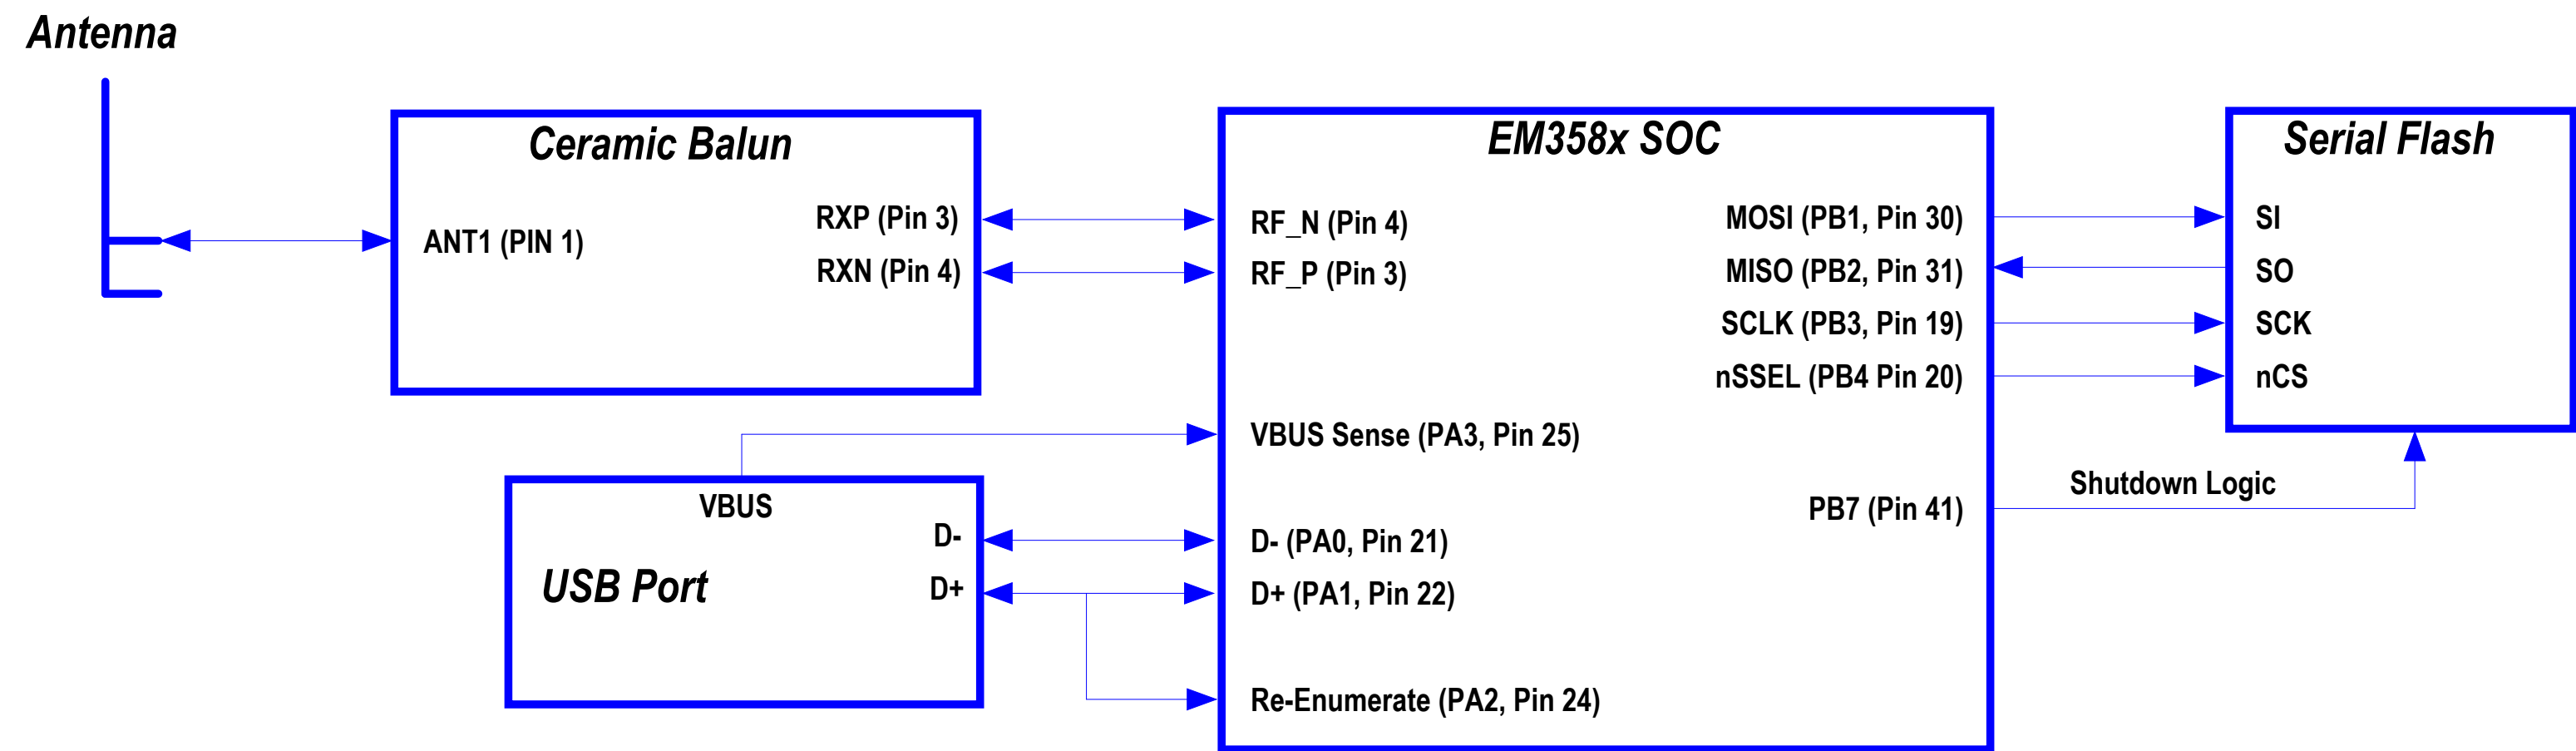 Antenna
Ceramic Balun
ANT1 (PIN 1)
RXP (Pin 3)
RXN (Pin 4)
USB Port
VBUS
D-
D+
EM358x SOC
RF_N (Pin 4)
RF_P (Pin 3)
VBUS Sense (PA3, Pin 25)
D- (PA0, Pin 21)
D+ (PA1, Pin 22)
Re-Enumerate (PA2, Pin 24)
MOSI (PB1, Pin 30)
MISO (PB2, Pin 31)
SCLK (PB3, Pin 19)
nSSEL (PB4 Pin 20)
PB7 (Pin 41)
Shutdown Logic
Serial Flash
SI
SO
SCK
nCS